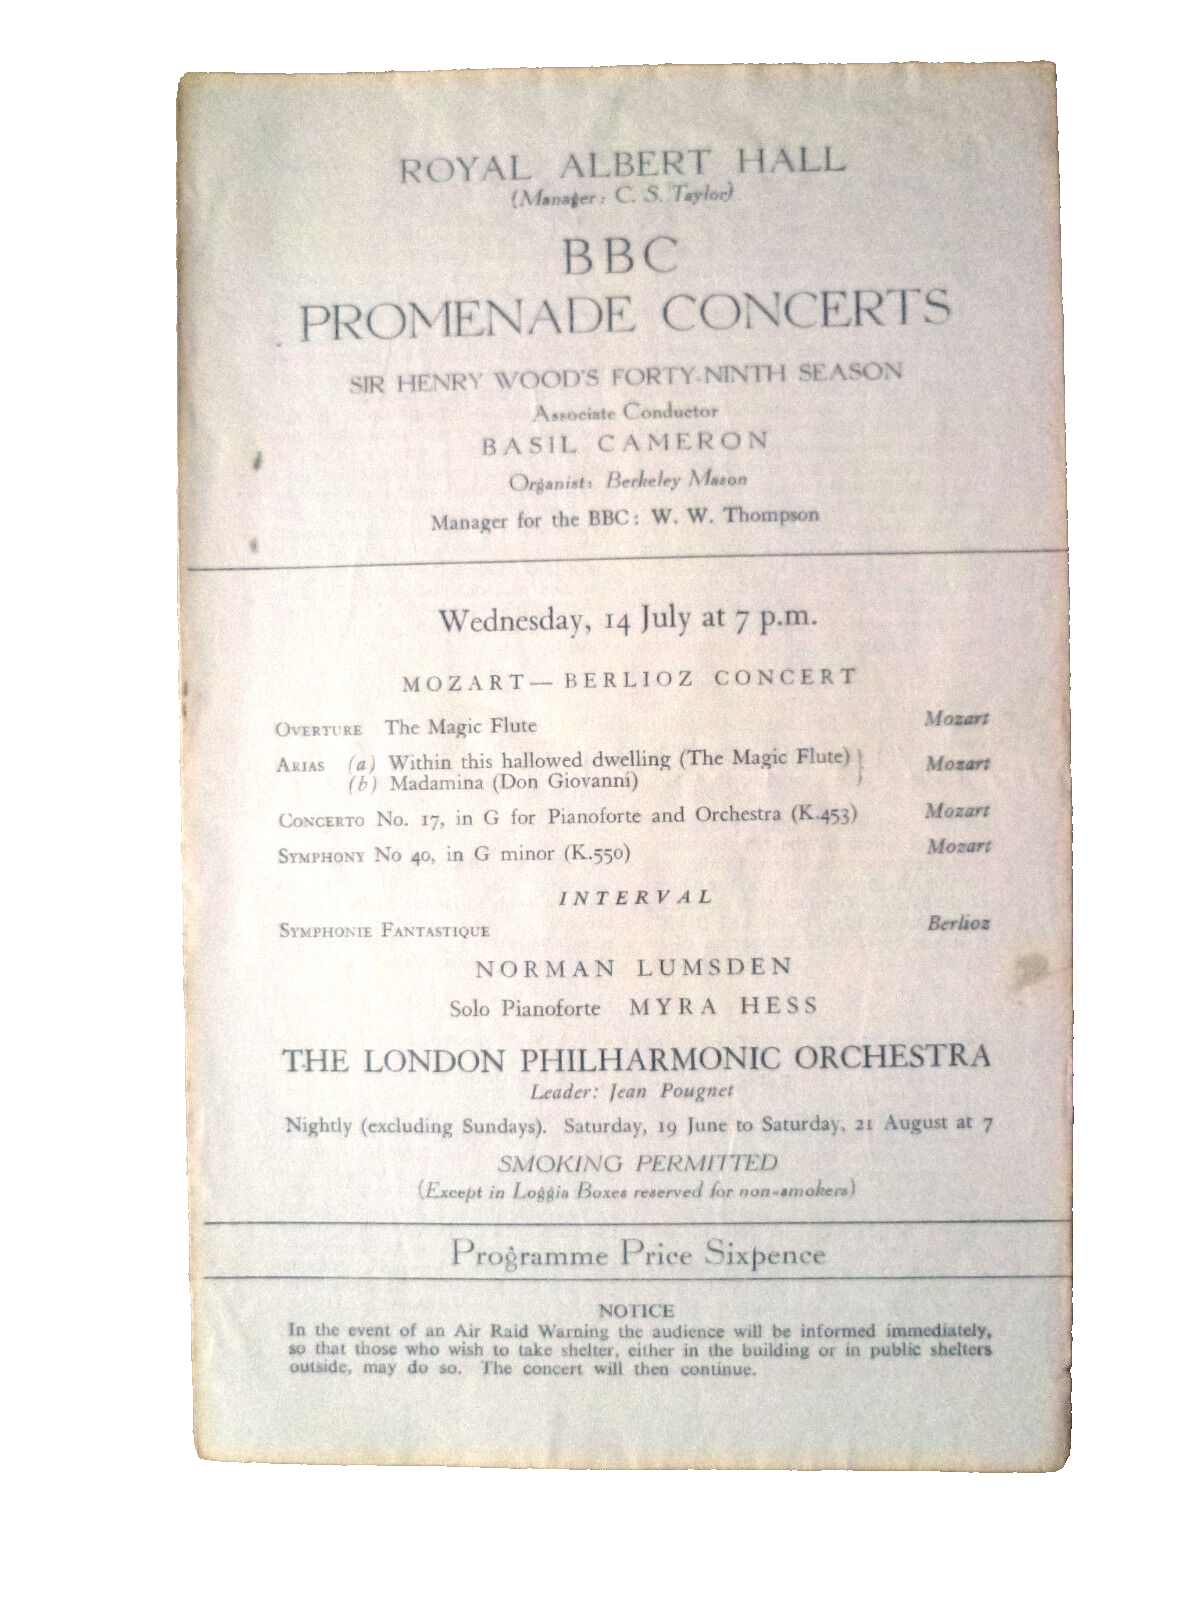 ROYAL ALBERT HALL
(Manager: C. S. Taylor)
BBC
PROMENADE CONCERTS
SIR HENRY WOOD'S FORTY-NINTH SEASON
Associate Conductor
BASIL CAMERON
Organist: Berkeley Mason
Manager for the BBC: W. W. Thompson
Wednesday, 14 July at 7 p.m.
MOZART—BERLIOZ CONCERT
OVERTURE The Magic Flute Mozart
ARIAS (a) Within this hallowed dwelling (The Magic Flute) } Mozart
(b) Madamina (Don Giovanni)
CONCERTO No. 17, in G for Pianoforte and Orchestra (K.453) Mozart
SYMPHONY No 40, in G minor (K.550) Mozart
INTERVAL
SYMPHONIE FANTASTIQUE Berlioz
NORMAN LUMSDEN
Solo Pianoforte MYRA HESS
THE LONDON PHILHARMONIC ORCHESTRA
Leader: Jean Pougnet
Nightly (excluding Sundays). Saturday, 19 June to Saturday, 21 August at 7
SMOKING PERMITTED
(Except in Loggia Boxes reserved for non-smokers)
Programme Price Sixpence
NOTICE
In the event of an Air Raid Warning the audience will be informed immediately,
so that those who wish to take shelter, either in the building or in public shelters
outside, may do so. The concert will then continue.